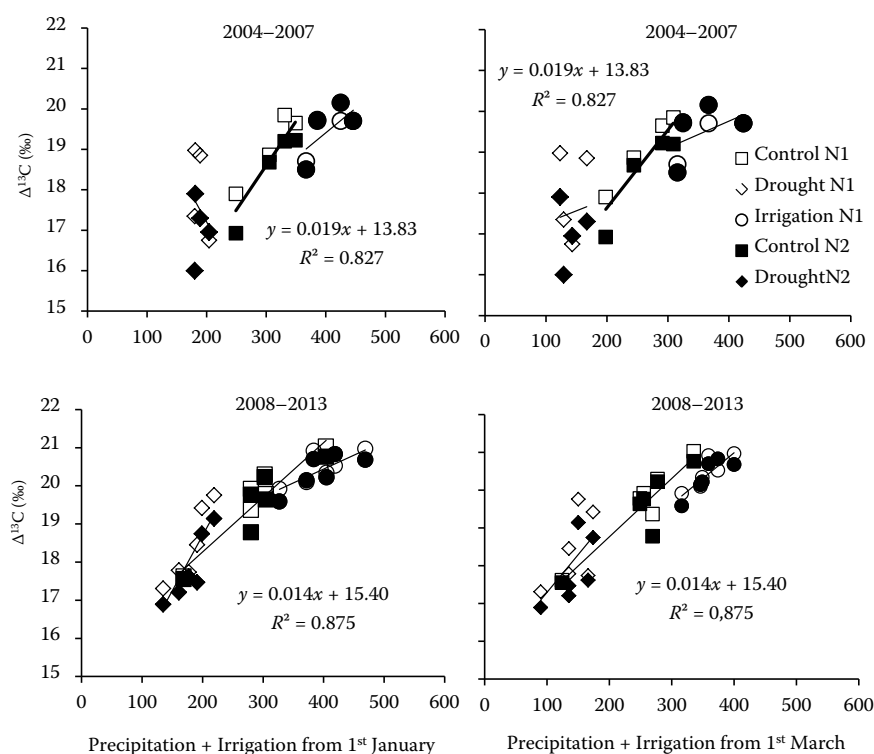 22
21
20
19
18
17
16
15
Δ¹³C (‰)
2004–2007
y = 0.019x + 13.83
R² = 0.827
0 100 200 300 400 500 600
2004–2007
y = 0.019x + 13.83
R² = 0.827
Control N1
Drought N1
Irrigation N1
Control N2
DroughtN2
0 100 200 300 400 500 600
22
21
20
19
18
17
16
15
Δ¹³C (‰)
2008–2013
y = 0.014x + 15.40
R² = 0.875
0 100 200 300 400 500 600
Precipitation + Irrigation from 1st January
2008–2013
y = 0.014x + 15.40
R² = 0,875
0 100 200 300 400 500 600
Precipitation + Irrigation from 1st March